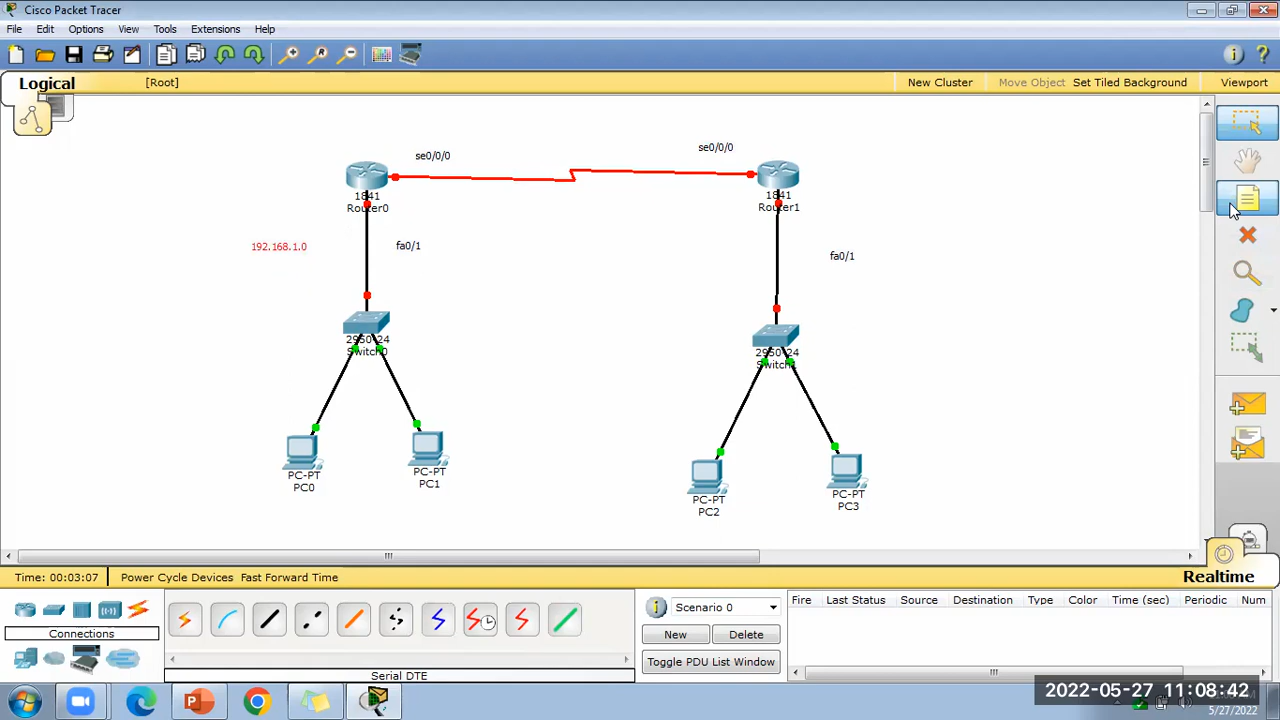 Cisco Packet Tracer
File Edit Options View Tools Extensions Help
Logical [Root] New Cluster Move Object Set Tiled Background Viewport
se0/0/0 se0/0/0
1841 1841
Router0 Router1
192.168.1.0 fa0/1 fa0/1
2950-24 2950-24
Switch0 Switch1
PC-PT PC-PT PC-PT PC-PT
PC0 PC1 PC2 PC3
Time: 00:03:07 Power Cycle Devices Fast Forward Time Realtime
Connections
Serial DTE
Scenario 0
New Delete
Toggle PDU List Window
Fire Last Status Source Destination Type Color Time (sec) Periodic Num
2022-05-27 11:08:42
5/27/2022